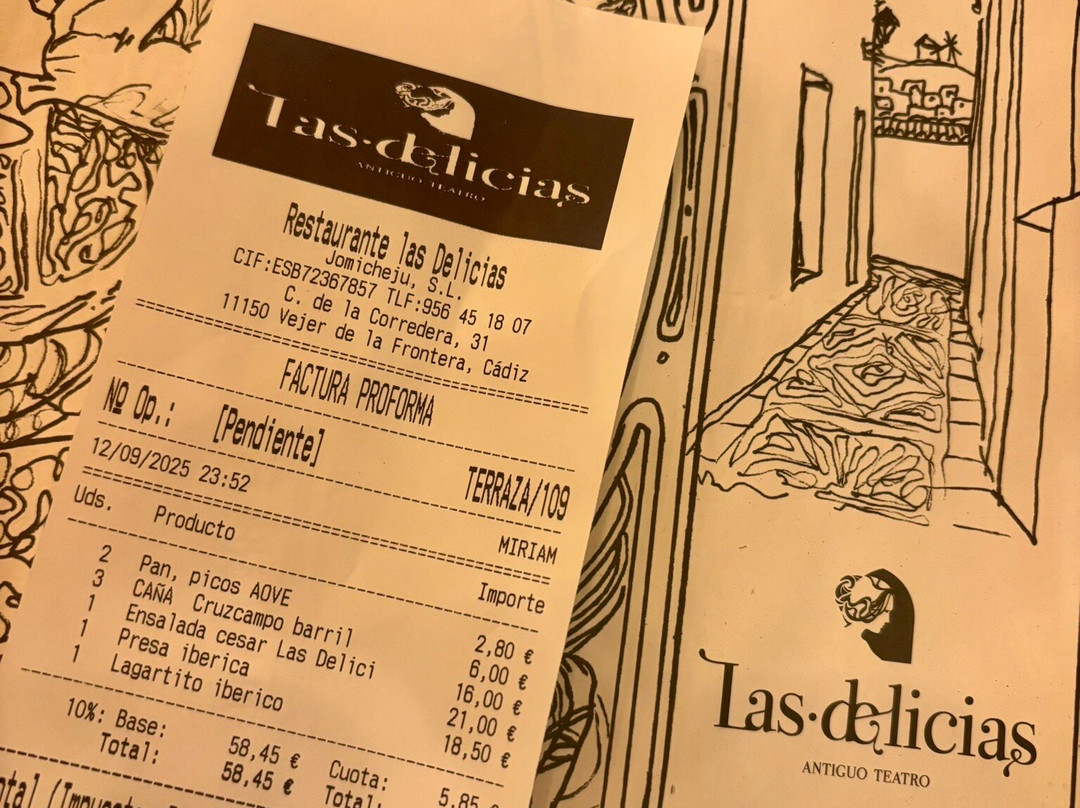 Las·delicias
ANTIGUO TEATRO
Restaurante las Delicias
Jomicheju, S.L.
CIF:ESB72367857 TLF:956 45 18 07
C. de la Corredera, 31
11150 Vejer de la Frontera, Cádiz
FACTURA PROFORMA
Nº Op.: [Pendiente] TERRAZA/109
12/09/2025 23:52 MIRIAM
Uds. Producto Importe
2 Pan, picos AOVE 2,80 €
3 CAÑA Cruzcampo barril 6,00 €
1 Ensalada cesar Las Delici 16,00 €
1 Presa iberica 21,00 €
1 Lagartito iberico 18,50 €
10%: Base: 58,45 € Cuota: 5,85 €
Total: 58,45 € Total:
Las·delicias
ANTIGUO TEATRO